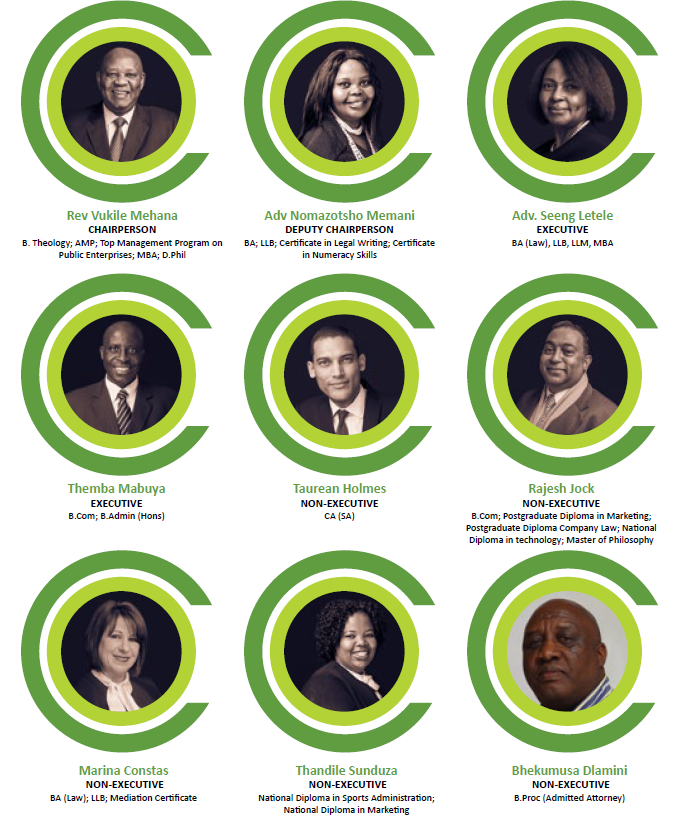 Rev Vukile Mehana
CHAIRPERSON
B. Theology; AMP; Top Management Program on
Public Enterprises; MBA; D.Phil
Adv Nomazotsho Memani
DEPUTY CHAIRPERSON
BA; LLB; Certificate in Legal Writing; Certificate
in Numeracy Skills
Adv. Seeng Letele
EXECUTIVE
BA (Law), LLB, LLM, MBA
Themba Mabuya
EXECUTIVE
B.Com; B.Admin (Hons)
Taurean Holmes
NON-EXECUTIVE
CA (SA)
Rajesh Jock
NON-EXECUTIVE
B.Com; Postgraduate Diploma in Marketing;
Postgraduate Diploma Company Law; National
Diploma in technology; Master of Philosophy
Marina Constas
NON-EXECUTIVE
BA (Law); LLB; Mediation Certificate
Thandile Sunduza
NON-EXECUTIVE
National Diploma in Sports Administration;
National Diploma in Marketing
Bhekumusa Dlamini
NON-EXECUTIVE
B.Proc (Admitted Attorney)